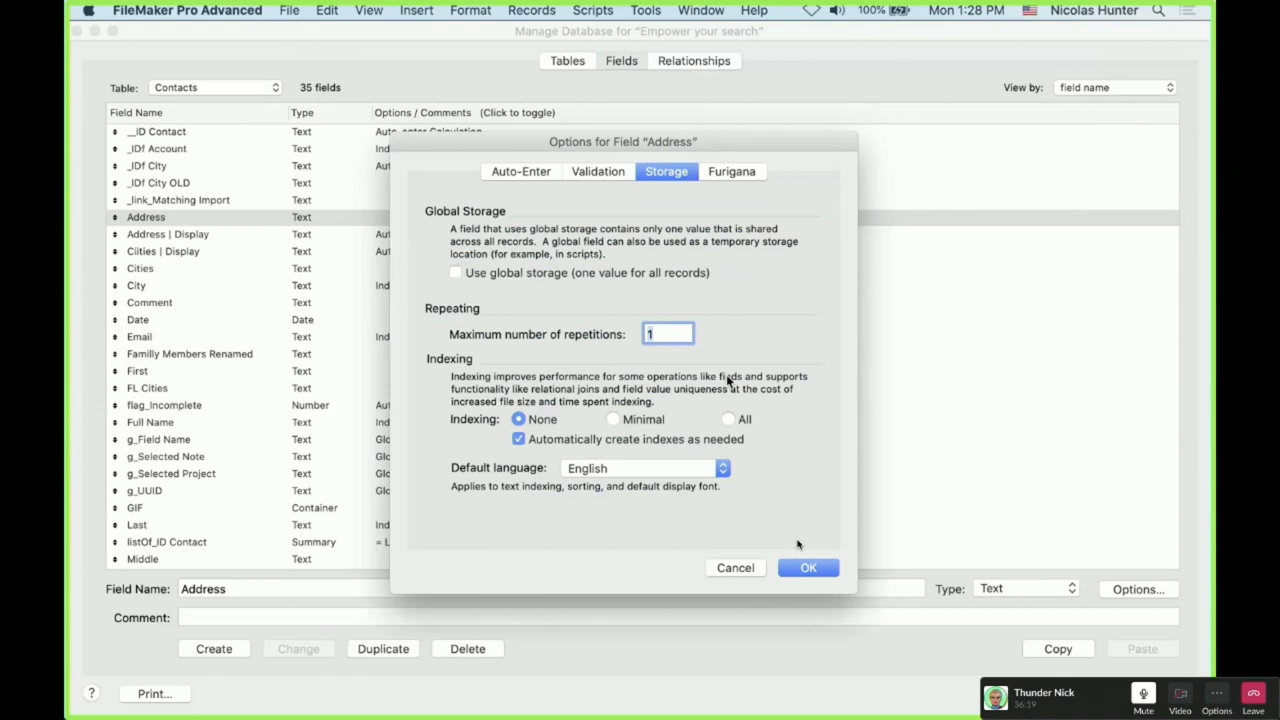 FileMaker Pro Advanced File Edit View Insert Format Records Scripts Tools Window Help 100% Mon 1:28 PM Nicolas Hunter
Manage Database for "Empower your search"
Tables Fields Relationships
Table: Contacts 35 fields View by: field name
Field Name Type Options / Comments (Click to toggle)
__ID Contact Text Auto-enter Calculation
_IDf Account Text Ind
_IDf City Text Aut
_IDf City OLD Text
_link_Matching Import Text
Address Text
Address | Display Text Aut
Ciities | Display Text Aut
Cities Text
City Text Ind
Comment Text
Date Date
Email Text Ind
Familly Members Renamed Text
First Text
FL Cities Text
flag_Incomplete Number Aut
Full Name Text Ind
g_Field Name Text Glo
g_Selected Note Text Glo
g_Selected Project Text Glo
g_UUID Text Glo
GIF Container
Last Text Ind
listOf_ID Contact Summary = L
Middle Text
Options for Field "Address"
Auto-Enter Validation Storage Furigana
Global Storage
A field that uses global storage contains only one value that is shared
across all records. A global field can also be used as a temporary storage
location (for example, in scripts).
Use global storage (one value for all records)
Repeating
Maximum number of repetitions: 1
Indexing
Indexing improves performance for some operations like finds and supports
functionality like relational joins and field value uniqueness at the cost of
increased file size and time spent indexing.
Indexing: None Minimal All
Automatically create indexes as needed
Default language: English
Applies to text indexing, sorting, and default display font.
Cancel OK
Field Name: Address Type: Text Options...
Comment:
Create Change Duplicate Delete Copy Paste
? Print...
Thunder Nick
36:19
Mute Video Options Leave